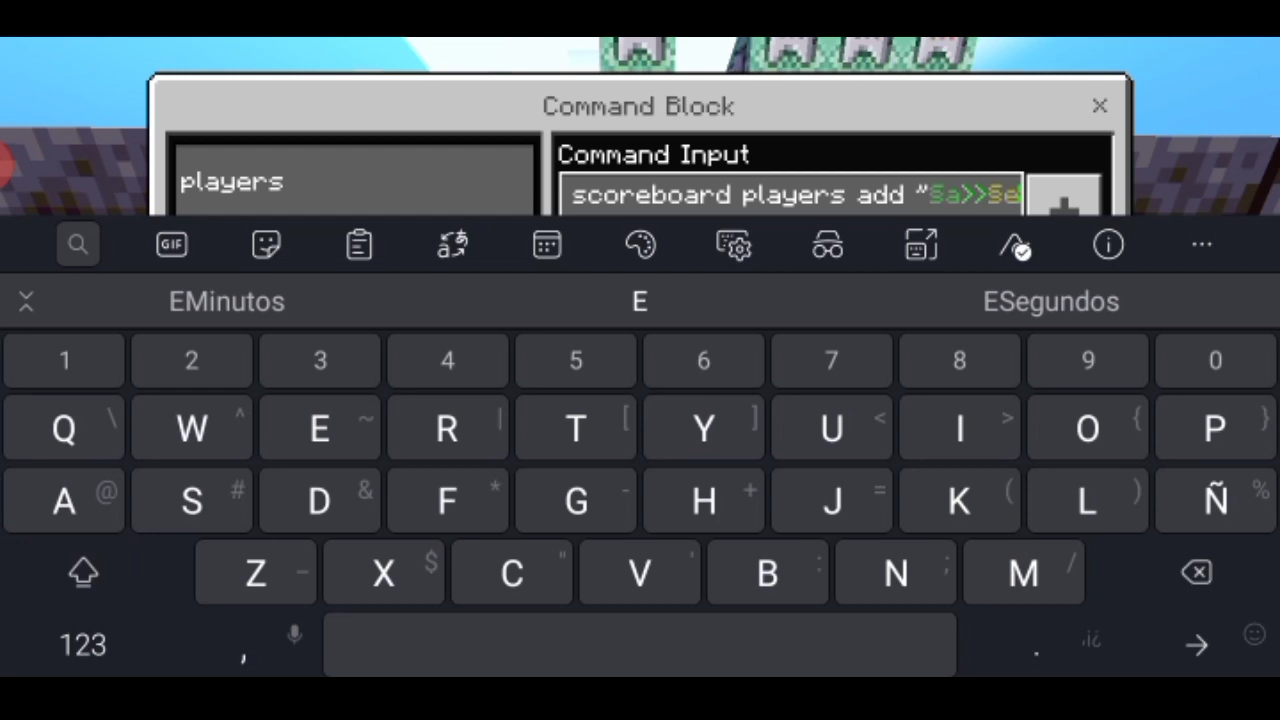 Command Block
players
Command Input
scoreboard players add "§a>>§e
GIF
EMinutos E ESegundos
1 2 3 4 5 6 7 8 9 0
Q \ W ^ E ~ R | T [ Y ] U < I > O { P }
A @ S # D & F * G - H + J = K ( L ) Ñ %
Z _ X $ C " V ' B : N ; M /
123 , . ,¡¿